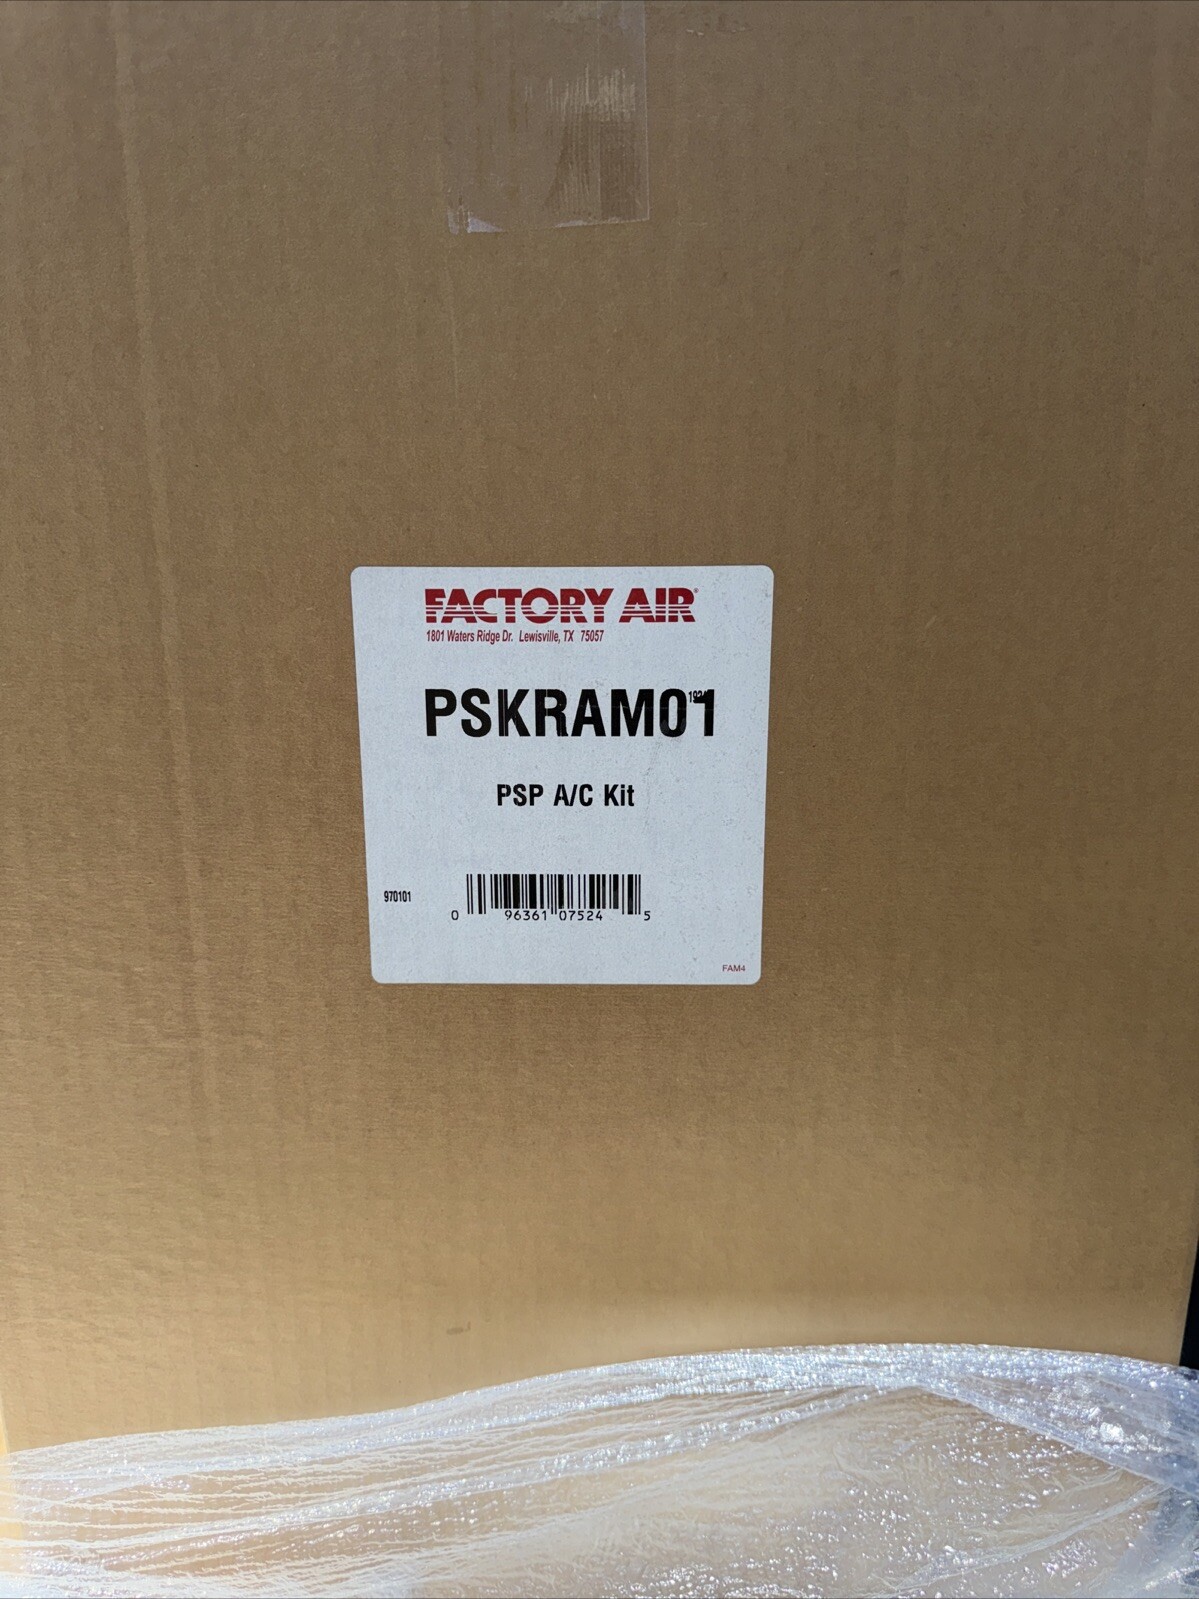 FACTORY AIR®
1801 Waters Ridge Dr. Lewisville, TX 75057
PSKRAM01
PSP A/C Kit
970101
0 96361 07524 5
FAM4